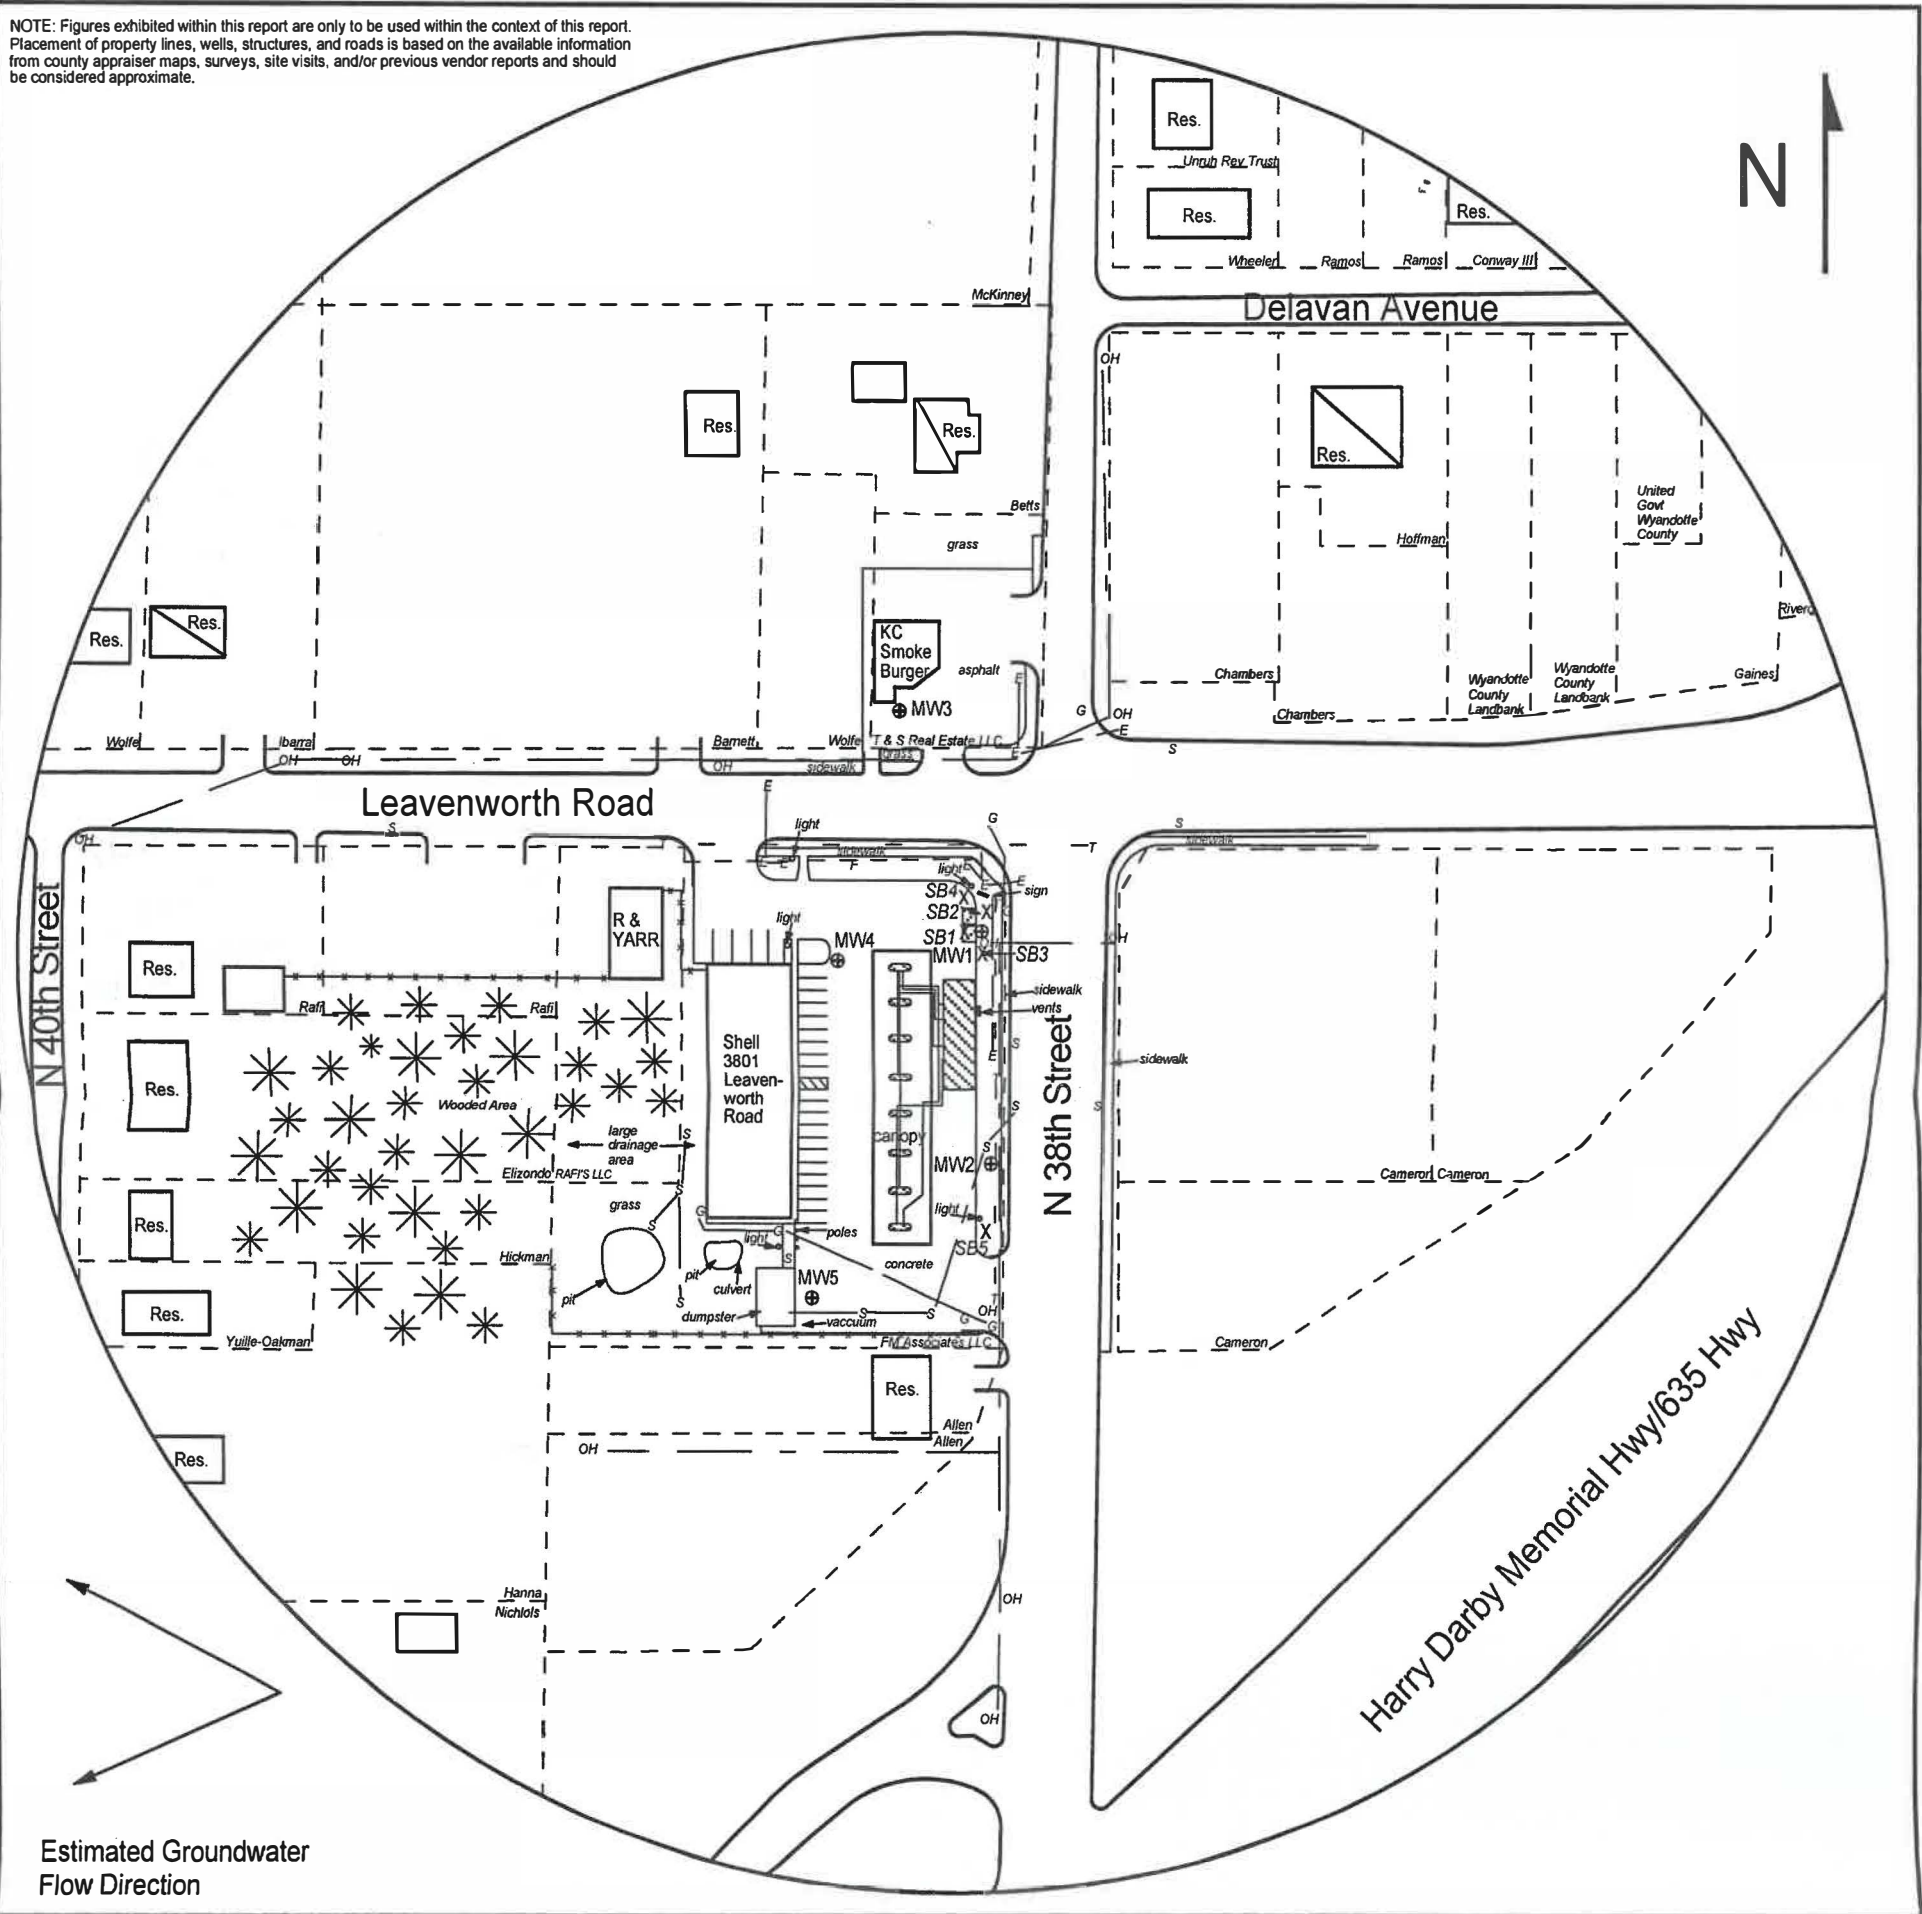 NOTE: Figures exhibited within this report are only to be used within the context of this report.
Placement of property lines, wells, structures, and roads is based on the available information
from county appraiser maps, surveys, site visits, and/or previous vendor reports and should
be considered approximate.
N
Res.
Unruh Rev Trust
Res.
Res.
Wheeler
Ramos
Ramos
Conway III
McKinney
Delavan Avenue
OH
Res.
Res.
Res.
Betts
grass
Hoffman
United
Govt
Wyandotte
County
Rivera
Res.
Res.
KC
Smoke
Burger
asphalt
E
MW3
Chambers
Wyandotte
County
Landbank
Wyandotte
County
Landbank
Gaines
G
OH
Chambers
E
S
Wolfe
Ibarra
Barnett
Wolfe
T & S Real Estate LLC
grass
E
OH
OH
OH
sidewalk
E
Leavenworth Road
light
G
S
S
OH
sidewalk
T
sidewalk
E
E
F
light
E
E
E
sign
SB4
X
SB2
X
G
R &
YARR
light
SB1
X
MW4
OH
OH
MW1
X
SB3
Res.
N 40th Street
Rafi
Rafi
sidewalk
vents
Shell
3801
Leaven-
worth
Road
E
S
N 38th Street
sidewalk
Res.
Wooded Area
S
S
large
drainage
area
S
canopy
S
MW2
Elizondo
RAFI'S LLC
Cameron
Cameron
S
Res.
grass
G
S
G
poles
light
X
SB5
light
S
Hickman
concrete
pit
culvert
MW5
pit
S
T
OH
Res.
dumpster
S
S
vaccuum
G
G
Yuille-Oakman
FM Associates LLC
Cameron
Res.
Allen
Allen
OH
Res.
Harry Darby Memorial Hwy/635 Hwy
Hanna
Nichlols
OH
OH
Estimated Groundwater
Flow Direction